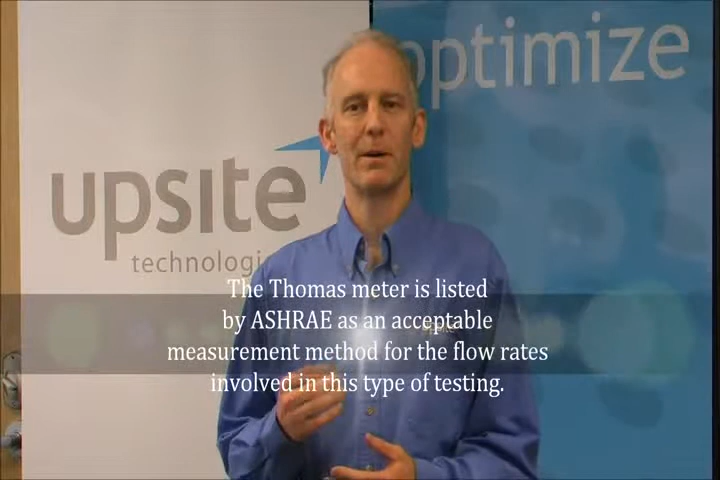 optimize
upsite
technologi
The Thomas meter is listed
by ASHRAE as an acceptable
measurement method for the flow rates
involved in this type of testing.